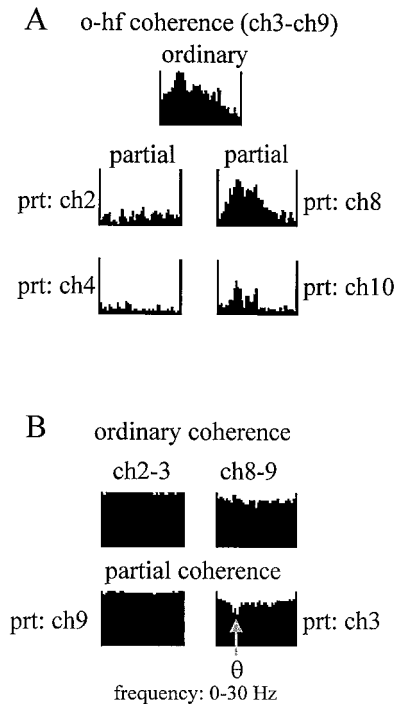 A
o-hf coherence (ch3-ch9)
ordinary
partial partial
prt: ch2 prt: ch8
prt: ch4 prt: ch10
B
ordinary coherence
ch2-3 ch8-9
partial coherence
prt: ch9 prt: ch3
θ
frequency: 0-30 Hz